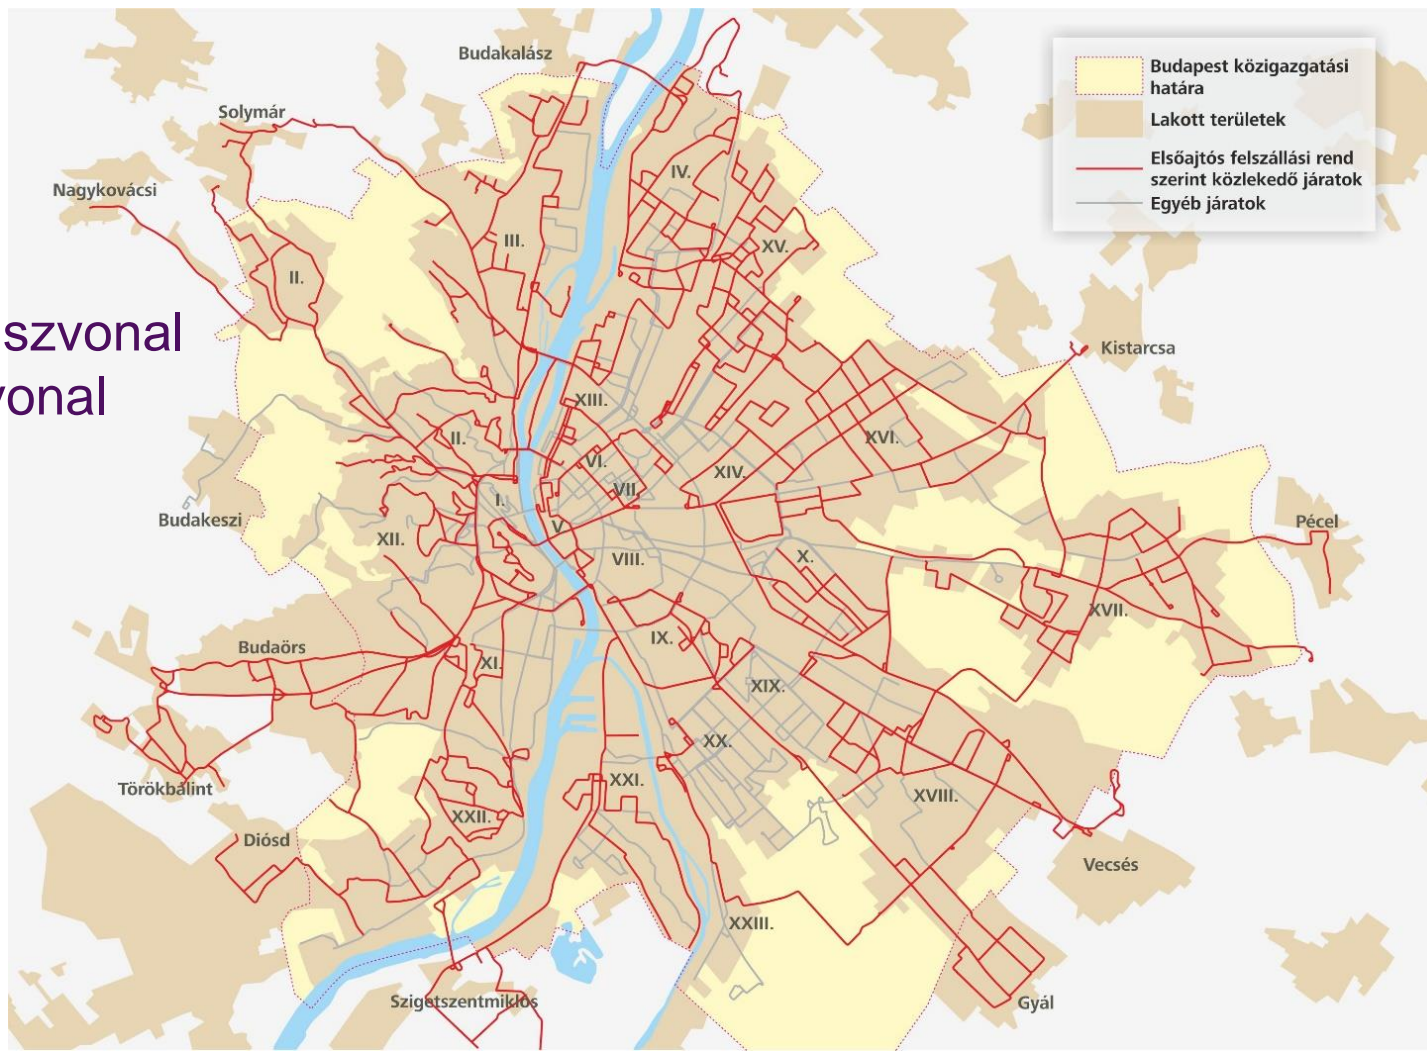 Budapest közigazgatási
határa
Lakott területek
Elsőajtós felszállási rend
szerint közlekedő járatok
Egyéb járatok
Budakalász
Solymár
Nagykovácsi
IV.
III.
XV.
II.
szvonal
vonal
Kistarcsa
XIII.
II.
XVI.
VI.
XIV.
VII.
I.
Budakeszi
V.
Pécel
XII.
VIII.
X.
XVII.
IX.
Budaörs
XI.
XIX.
XX.
XXI.
Törökbálint
XVIII.
XXII.
Diósd
Vecsés
XXIII.
Szigetszentmiklós
Gyál